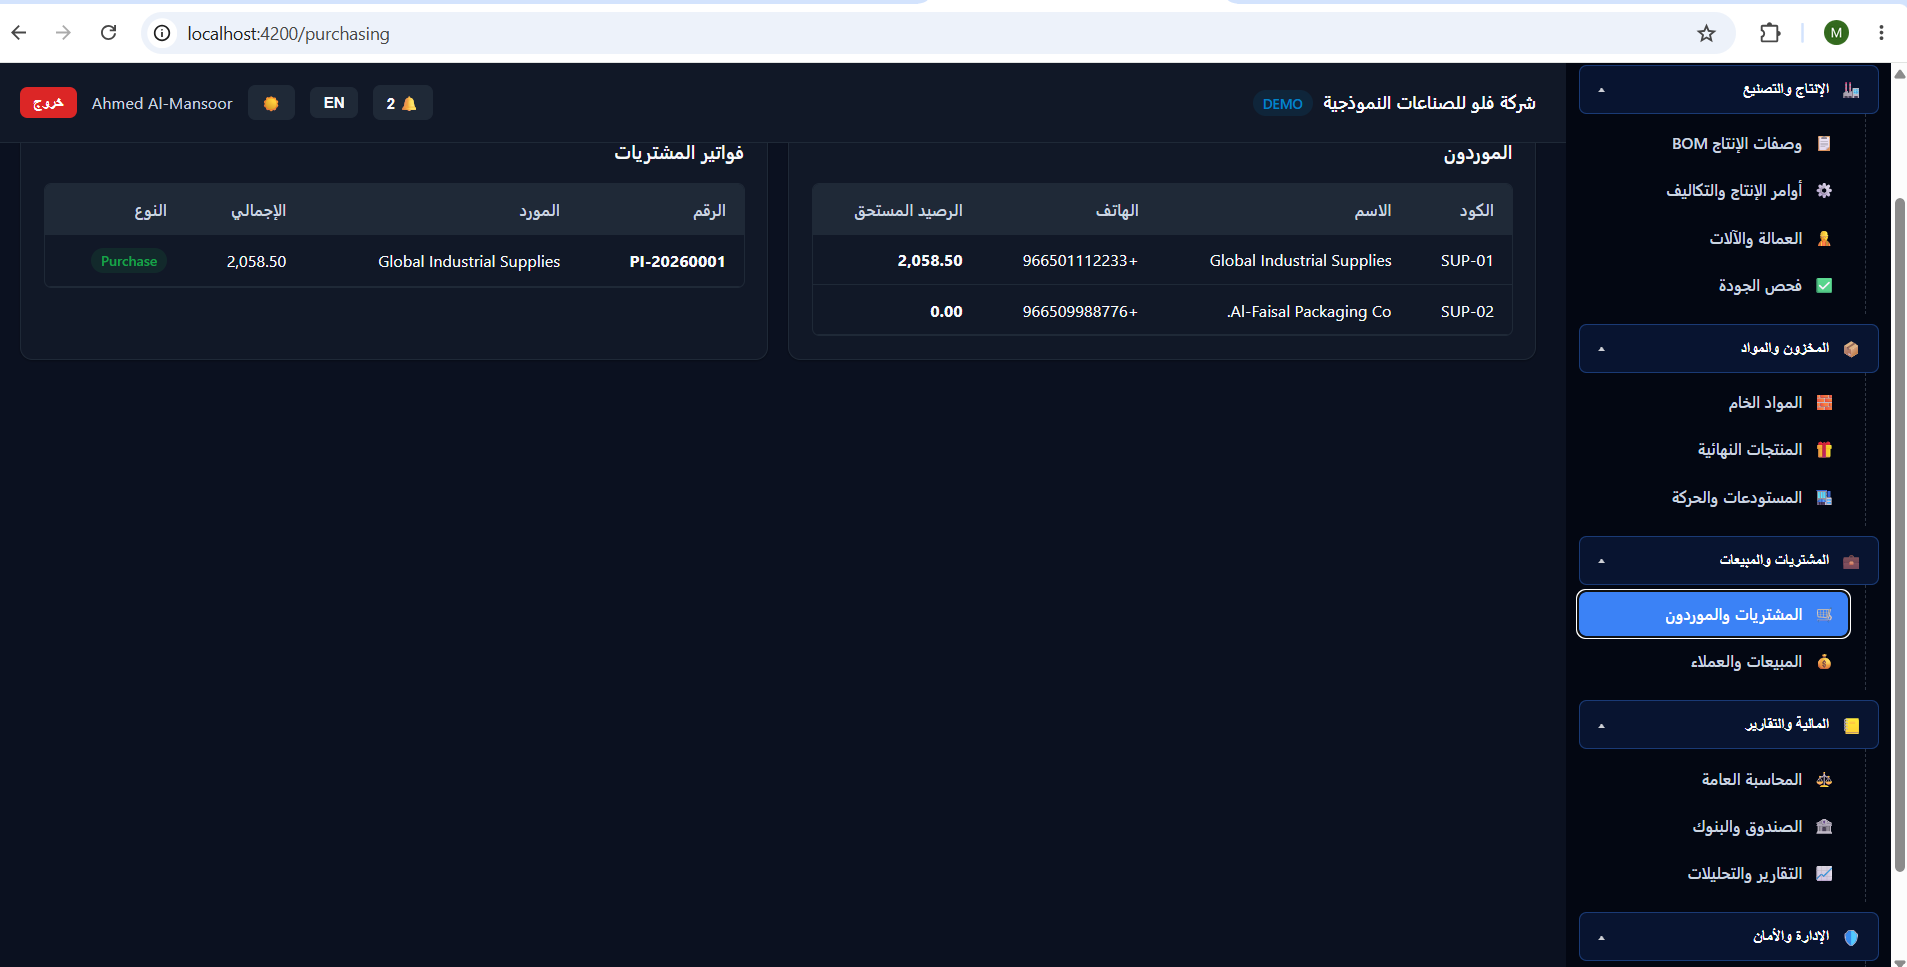 localhost:4200/purchasing
M
شركة فلو للصناعات النموذجية DEMO
2
EN
Ahmed Al-Mansoor
خروج
الإنتاج والتصنيع
وصفات الإنتاج BOM
أوامر الإنتاج والتكاليف
العمالة والآلات
فحص الجودة
المخزون والمواد
المواد الخام
المنتجات النهائية
المستودعات والحركة
المشتريات والمبيعات
المشتريات والموردون
المبيعات والعملاء
المالية والتقارير
المحاسبة العامة
الصندوق والبنوك
التقارير والتحليلات
الإدارة والأمان
الموردون
الكود الاسم الهاتف الرصيد المستحق
SUP-01 Global Industrial Supplies 966501112233+ 2,058.50
SUP-02 .Al-Faisal Packaging Co 966509988776+ 0.00
فواتير المشتريات
الرقم المورد الإجمالي النوع
PI-20260001 Global Industrial Supplies 2,058.50 Purchase